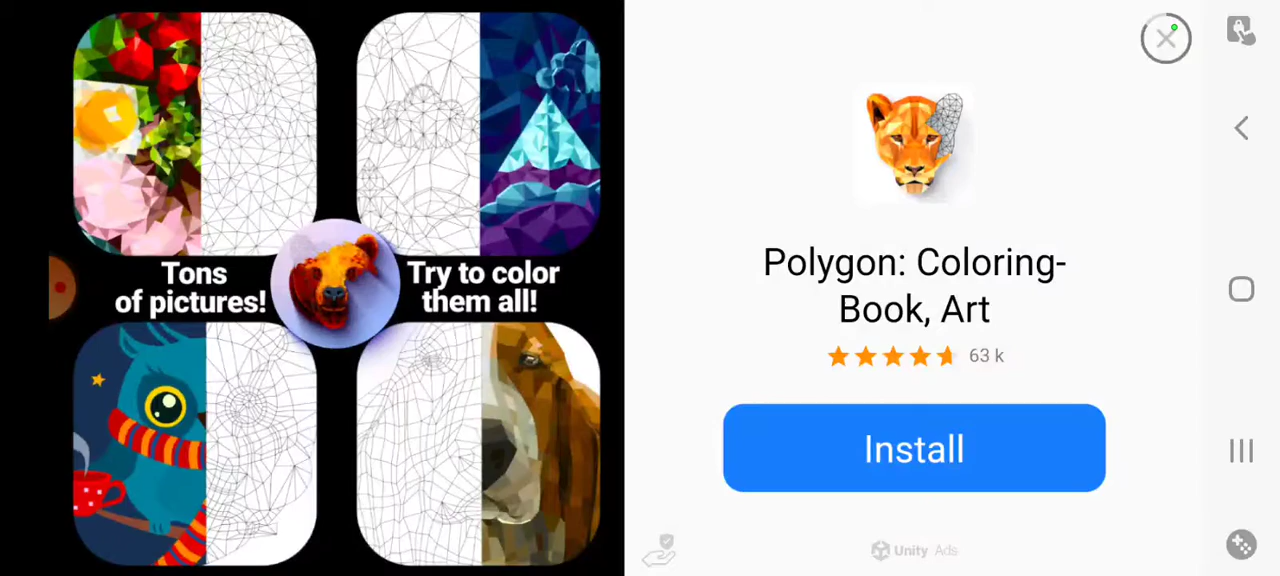 Tons
of pictures!
Try to color
them all!
Polygon: Coloring-
Book, Art
63 k
Install
Unity Ads